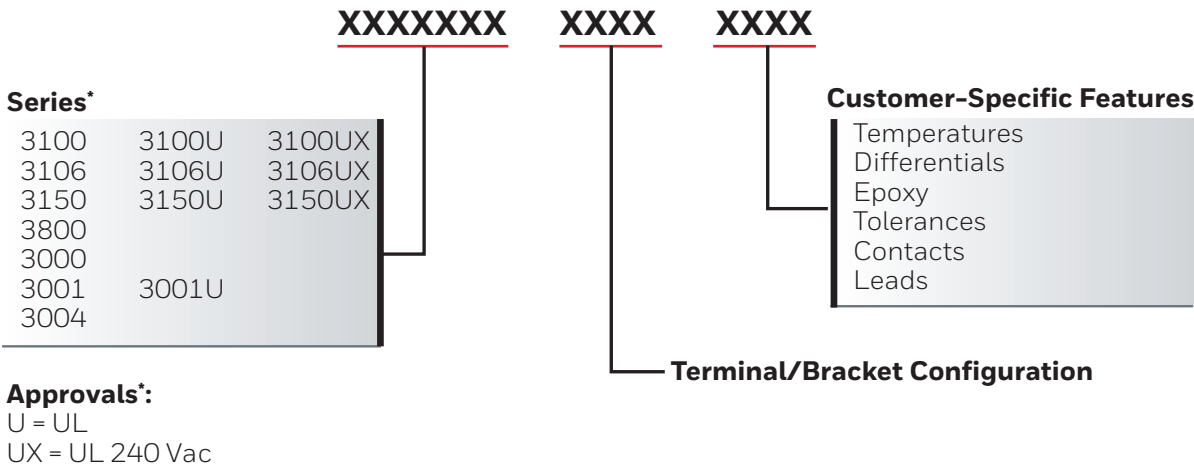 XXXXXXX XXXX XXXX
Series*
3100 3100U 3100UX
3106 3106U 3106UX
3150 3150U 3150UX
3800
3000
3001 3001U
3004
Customer-Specific Features
Temperatures
Differentials
Epoxy
Tolerances
Contacts
Leads
Terminal/Bracket Configuration
Approvals*:
U = UL
UX = UL 240 Vac